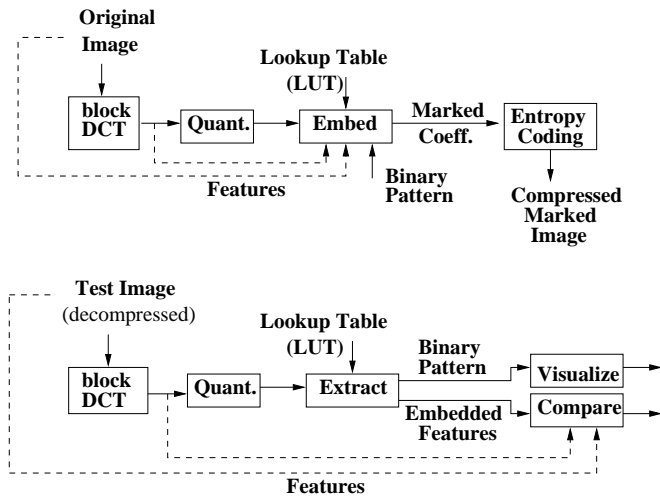 Original
Image
Lookup Table
(LUT)
block
DCT
Quant.
Embed
Marked
Coeff.
Entropy
Coding
Features
Binary
Pattern
Compressed
Marked
Image
Test Image
(decompressed)
Lookup Table
(LUT)
block
DCT
Quant.
Extract
Binary
Pattern
Visualize
Embedded
Features
Compare
Features